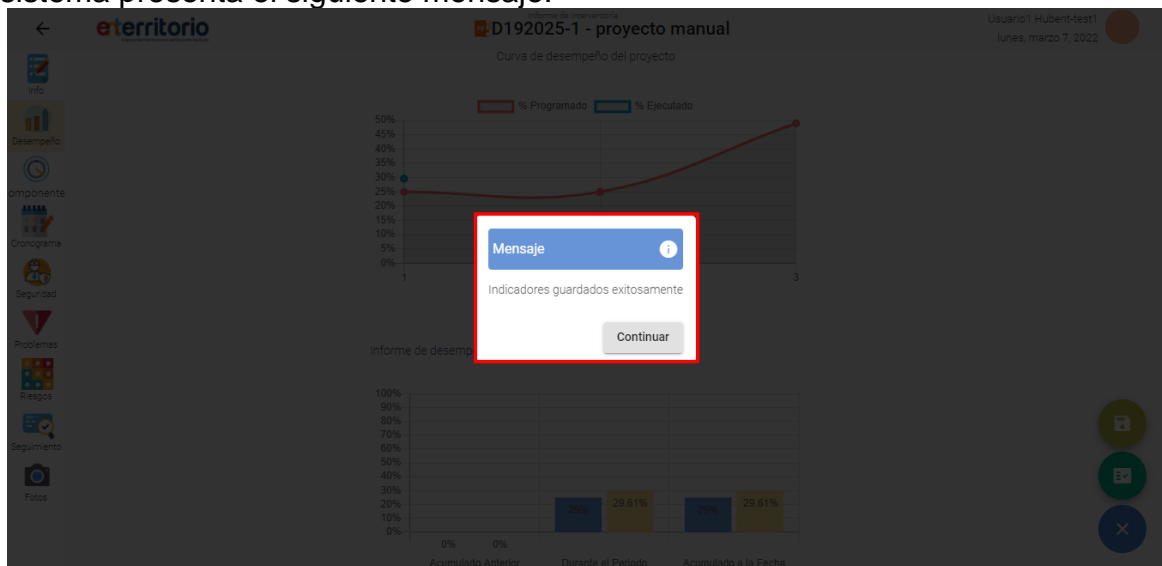 sistema presenta el siguiente mensaje:
eterritorio
Informe de interventoría
D192025-1 - proyecto manual
Usuario1 Hubent-test1
lunes, marzo 7, 2022
Info
Desempeño
omponente
Cronograma
Seguridad
Problemas
Riesgos
Seguimiento
Fotos
Curva de desempeño del proyecto
% Programado % Ejecutado
50%
45%
40%
35%
30%
25%
20%
15%
10%
5%
0%
1
3
Mensaje
Indicadores guardados exitosamente
Continuar
Informe de desemp
100%
90%
80%
70%
60%
50%
40%
30%
20%
10%
0%
0% 0%
25% 29.61%
25% 29.61%
Acumulado Anterior Durante el Periodo Acumulado a la Fecha